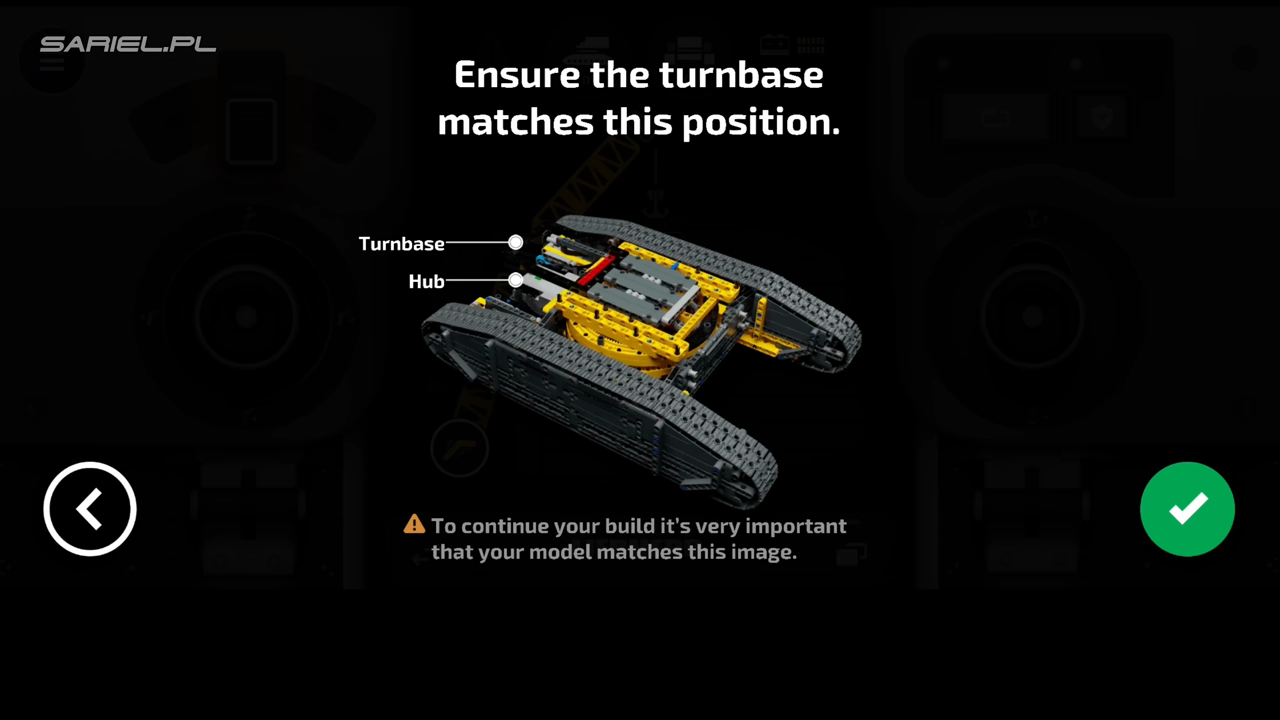 SARIEL.PL
Ensure the turnbase
matches this position.
Turnbase
Hub
To continue your build it's very important
that your model matches this image.